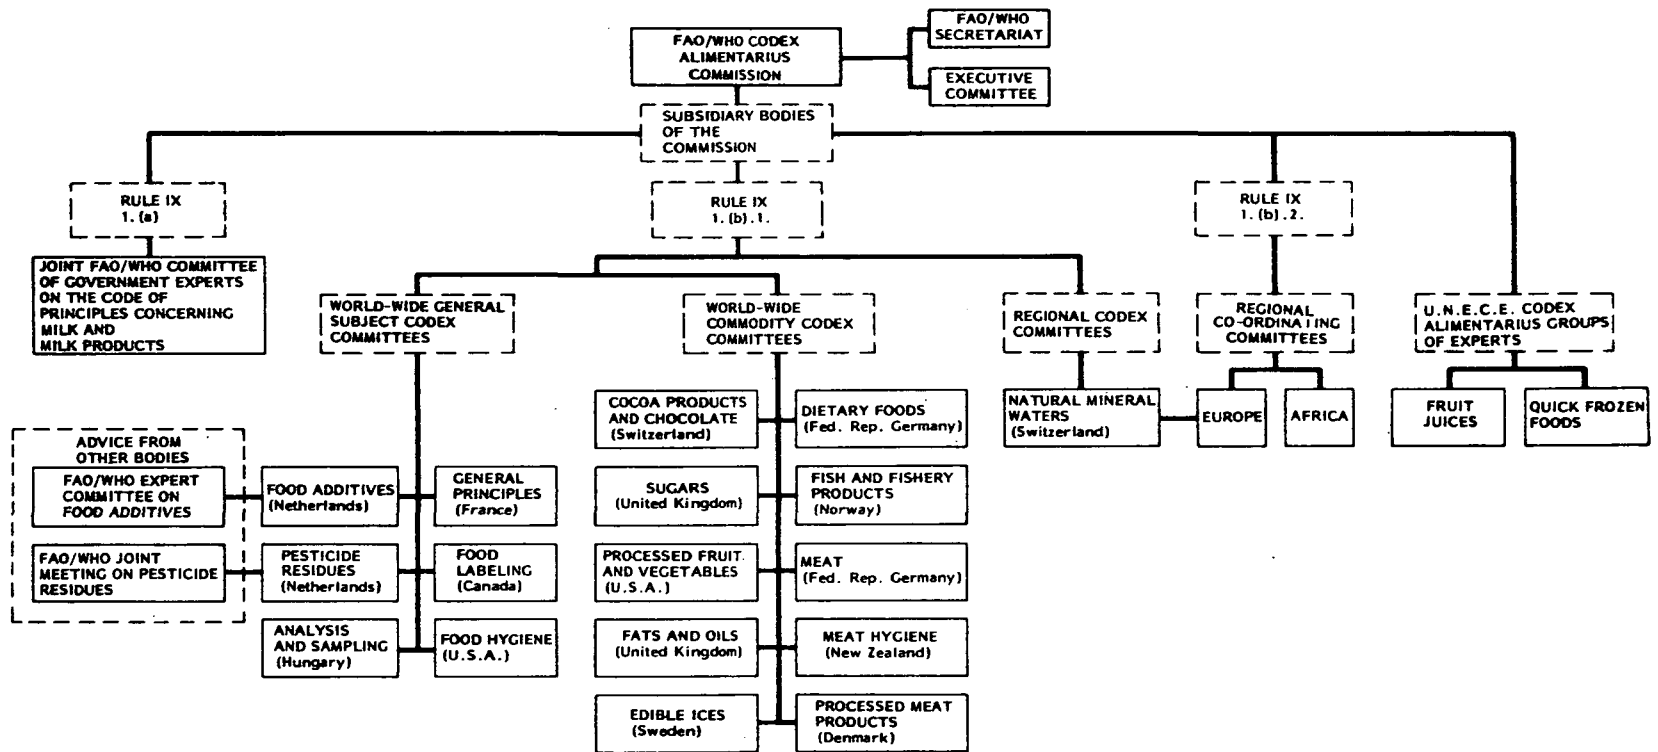 FAO/WHO CODEX
ALIMENTARIUS
COMMISSION
FAO/WHO
SECRETARIAT
EXECUTIVE
COMMITTEE
SUBSIDIARY BODIES
OF THE
COMMISSION
RULE IX
1. (a)
RULE IX
1. (b) .1.
RULE IX
1. (b) .2.
JOINT FAO/WHO COMMITTEE
OF GOVERNMENT EXPERTS
ON THE CODE OF
PRINCIPLES CONCERNING
MILK AND
MILK PRODUCTS
WORLD-WIDE GENERAL
SUBJECT CODEX
COMMITTEES
WORLD-WIDE
COMMODITY CODEX
COMMITTEES
REGIONAL CODEX
COMMITTEES
REGIONAL
CO-ORDINATING
COMMITTEES
U.N.E.C.E. CODEX
ALIMENTARIUS GROUPS
OF EXPERTS
NATURAL MINERAL
WATERS
(Switzerland)
EUROPE
AFRICA
FRUIT
JUICES
QUICK FROZEN
FOODS
ADVICE FROM
OTHER BODIES
FAO/WHO EXPERT
COMMITTEE ON
FOOD ADDITIVES
FAO/WHO JOINT
MEETING ON PESTICIDE
RESIDUES
FOOD ADDITIVES
(Netherlands)
GENERAL
PRINCIPLES
(France)
PESTICIDE
RESIDUES
(Netherlands)
FOOD
LABELING
(Canada)
ANALYSIS
AND SAMPLING
(Hungary)
FOOD HYGIENE
(U.S.A.)
COCOA PRODUCTS
AND CHOCOLATE
(Switzerland)
DIETARY FOODS
(Fed. Rep. Germany)
SUGARS
(United Kingdom)
FISH AND FISHERY
PRODUCTS
(Norway)
PROCESSED FRUIT
AND VEGETABLES
(U.S.A.)
MEAT
(Fed. Rep. Germany)
FATS AND OILS
(United Kingdom)
MEAT HYGIENE
(New Zealand)
EDIBLE ICES
(Sweden)
PROCESSED MEAT
PRODUCTS
(Denmark)